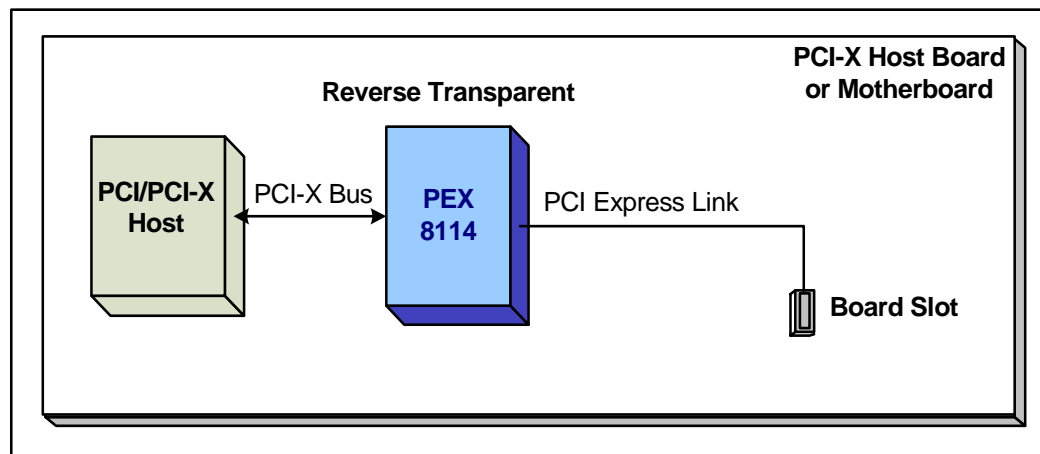 PCI-X Host Board
or Motherboard
Reverse Transparent
PCI/PCI-X
Host
PCI-X Bus
PEX
8114
PCI Express Link
Board Slot